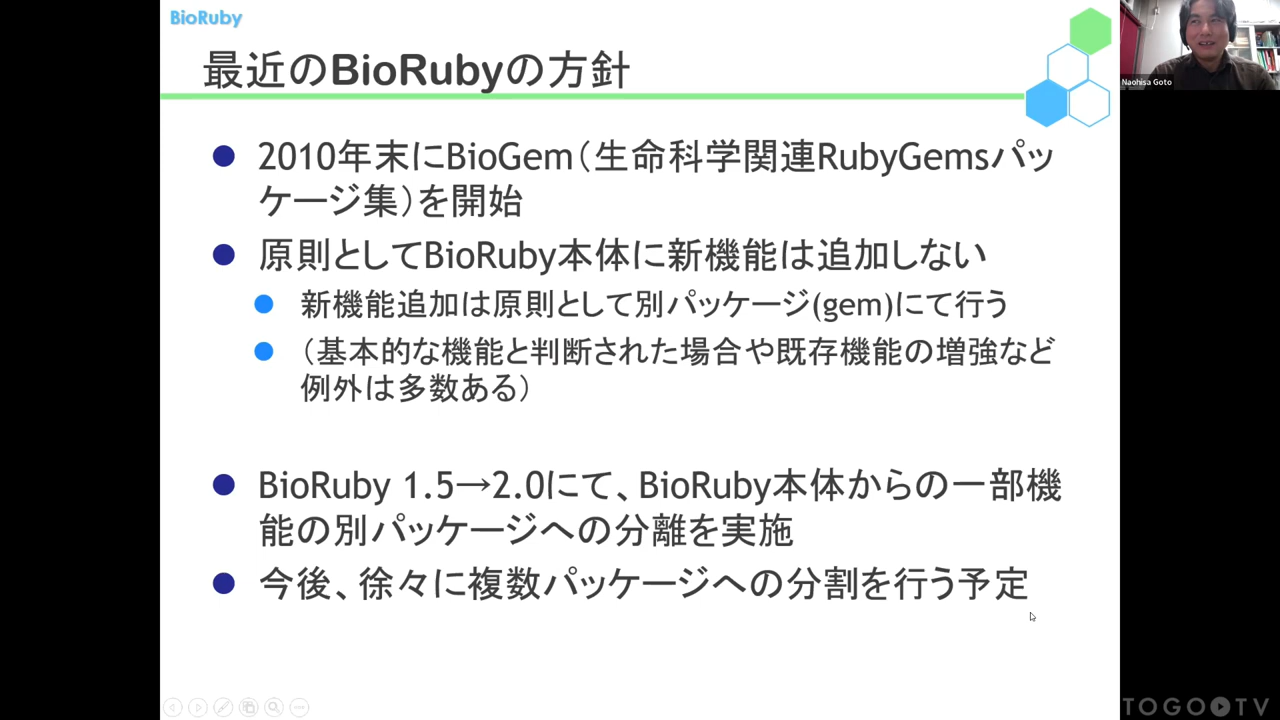 BioRuby
最近のBioRubyの方針
Naohisa Goto
2010年末にBioGem（生命科学関連RubyGemsパッ
ケージ集）を開始
原則としてBioRuby本体に新機能は追加しない
新機能追加は原則として別パッケージ(gem)にて行う
（基本的な機能と判断された場合や既存機能の増強など
例外は多数ある）
BioRuby 1.5→2.0にて、BioRuby本体からの一部機
能の別パッケージへの分離を実施
今後、徐々に複数パッケージへの分割を行う予定
TOGO TV